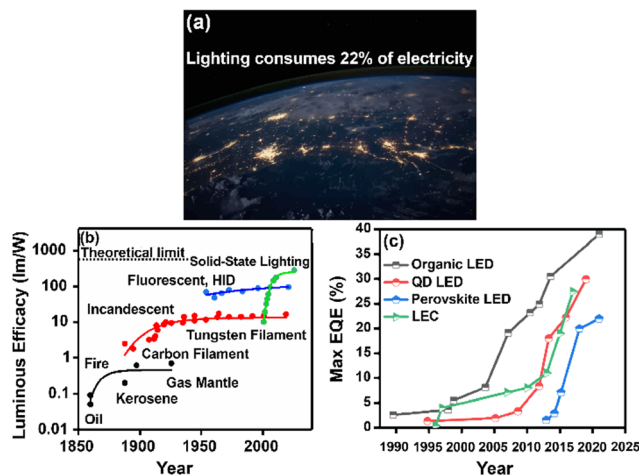 (a)
Lighting consumes 22% of electricity
(b)
Luminous Efficacy (lm/W)
1000
100
10
1
0.1
0.01
Theoretical limit
Solid-State Lighting
Fluorescent, HID
Incandescent
Tungsten Filament
Carbon Filament
Fire
Gas Mantle
Kerosene
Oil
1850 1900 1950 2000
Year
(c)
Max EQE (%)
40
35
30
25
20
15
10
5
0
Organic LED
QD LED
Perovskite LED
LEC
1990 1995 2000 2005 2010 2015 2020 2025
Year